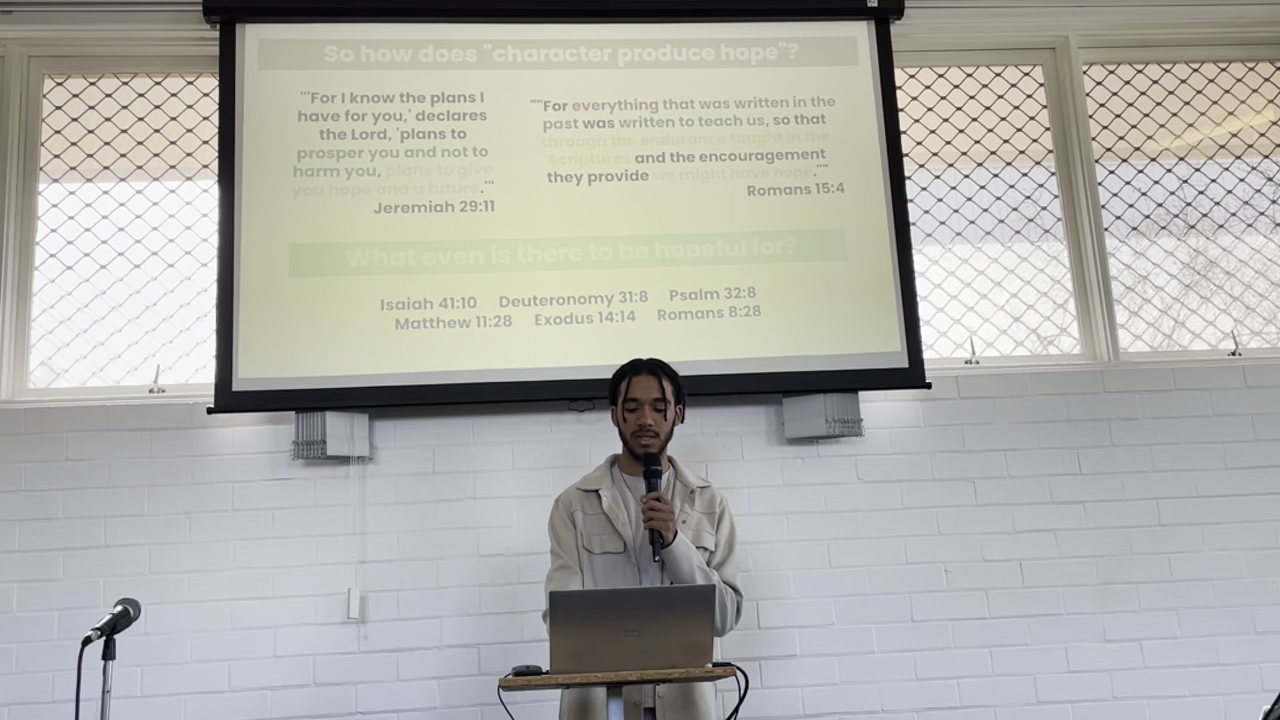 So how does "character produce hope"?
"'For I know the plans I
have for you,' declares
the Lord, 'plans to
prosper you and not to
harm you, plans to give
you hope and a future.'"
Jeremiah 29:11
""For everything that was written in the
past was written to teach us, so that
through the endurance taught in the
Scriptures and the encouragement
they provide we might have hope.""
Romans 15:4
What even is there to be hopeful for?
Isaiah 41:10 Deuteronomy 31:8 Psalm 32:8
Matthew 11:28 Exodus 14:14 Romans 8:28